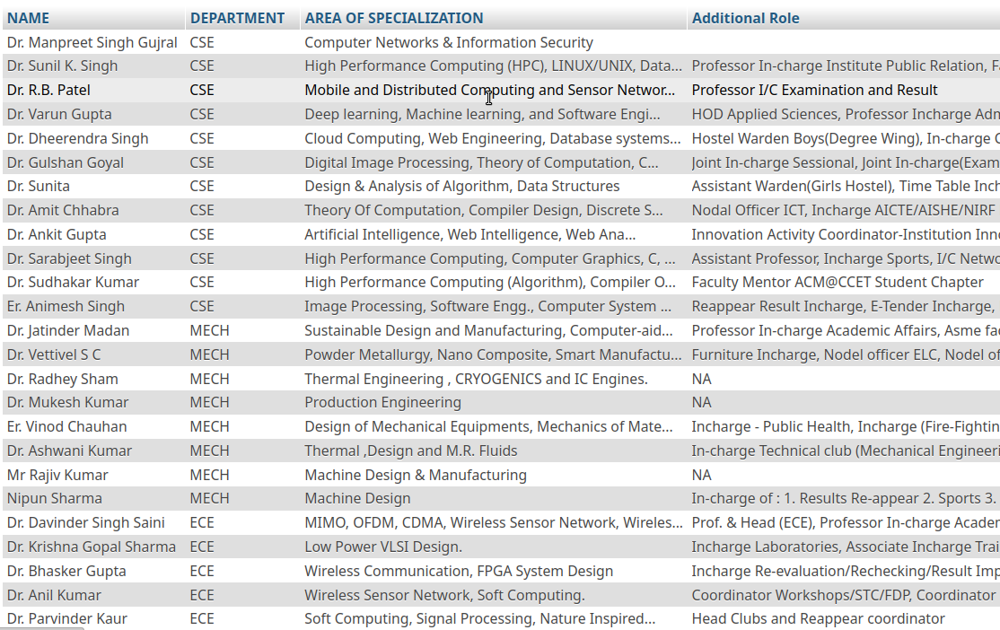 NAME DEPARTMENT AREA OF SPECIALIZATION Additional Role
Dr. Manpreet Singh Gujral CSE Computer Networks & Information Security
Dr. Sunil K. Singh CSE High Performance Computing (HPC), LINUX/UNIX, Data... Professor In-charge Institute Public Relation,
Dr. R.B. Patel CSE Mobile and Distributed Computing and Sensor Networ... Professor I/C Examination and Result
Dr. Varun Gupta CSE Deep learning, Machine learning, and Software Engi... HOD Applied Sciences, Professor Incharge Adm
Dr. Dheerendra Singh CSE Cloud Computing, Web Engineering, Database systems... Hostel Warden Boys(Degree Wing), In-charge
Dr. Gulshan Goyal CSE Digital Image Processing, Theory of Computation, C... Joint In-charge Sessional, Joint In-charge(Exam
Dr. Sunita CSE Design & Analysis of Algorithm, Data Structures Assistant Warden(Girls Hostel), Time Table Inch
Dr. Amit Chhabra CSE Theory Of Computation, Compiler Design, Discrete S... Nodal Officer ICT, Incharge AICTE/AISHE/NIRF
Dr. Ankit Gupta CSE Artificial Intelligence, Web Intelligence, Web Ana... Innovation Activity Coordinator-Institution Inno
Dr. Sarabjeet Singh CSE High Performance Computing, Computer Graphics, C, ... Assistant Professor, Incharge Sports, I/C Netwo
Dr. Sudhakar Kumar CSE High Performance Computing (Algorithm), Compiler O... Faculty Mentor ACM@CCET Student Chapter
Er. Animesh Singh CSE Image Processing, Software Engg., Computer System ... Reappear Result Incharge, E-Tender Incharge,
Dr. Jatinder Madan MECH Sustainable Design and Manufacturing, Computer-aid... Professor In-charge Academic Affairs, Asme fac
Dr. Vettivel S C MECH Powder Metallurgy, Nano Composite, Smart Manufactu... Furniture Incharge, Nodel officer ELC, Nodel of
Dr. Radhey Sham MECH Thermal Engineering , CRYOGENICS and IC Engines. NA
Dr. Mukesh Kumar MECH Production Engineering NA
Er. Vinod Chauhan MECH Design of Mechanical Equipments, Mechanics of Mate... Incharge - Public Health, Incharge (Fire-Fightin
Dr. Ashwani Kumar MECH Thermal ,Design and M.R. Fluids In-charge Technical club (Mechanical Engineeri
Mr Rajiv Kumar MECH Machine Design & Manufacturing NA
Nipun Sharma MECH Machine Design In-charge of : 1. Results Re-appear 2. Sports 3.
Dr. Davinder Singh Saini ECE MIMO, OFDM, CDMA, Wireless Sensor Network, Wireles... Prof. & Head (ECE), Professor In-charge Acader
Dr. Krishna Gopal Sharma ECE Low Power VLSI Design. Incharge Laboratories, Associate Incharge Trai
Dr. Bhasker Gupta ECE Wireless Communication, FPGA System Design Incharge Re-evaluation/Rechecking/Result Imp
Dr. Anil Kumar ECE Wireless Sensor Network, Soft Computing. Coordinator Workshops/STC/FDP, Coordinator
Dr. Parvinder Kaur ECE Soft Computing, Signal Processing, Nature Inspired... Head Clubs and Reappear coordinator